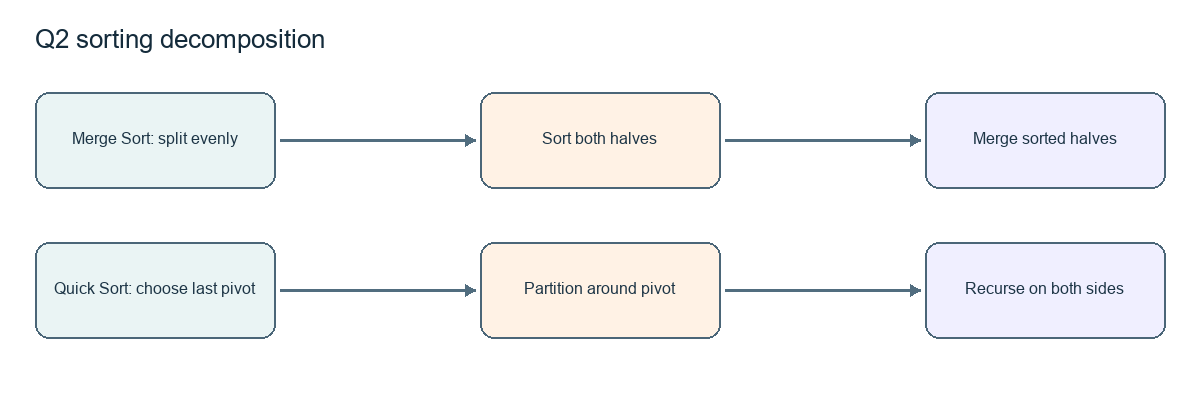 Q2 sorting decomposition
Merge Sort: split evenly
Sort both halves
Merge sorted halves
Quick Sort: choose last pivot
Partition around pivot
Recurse on both sides